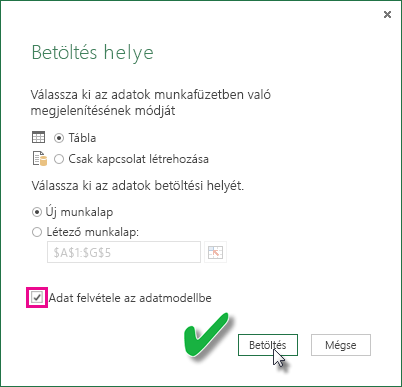 Betöltés helye
Válassza ki az adatok munkafüzetben való
megjelenítésének módját
Tábla
Csak kapcsolat létrehozása
Válassza ki az adatok betöltési helyét.
Új munkalap
Létező munkalap:
$A$1:$G$5
Adat felvétele az adatmodellbe
Betöltés Mégse